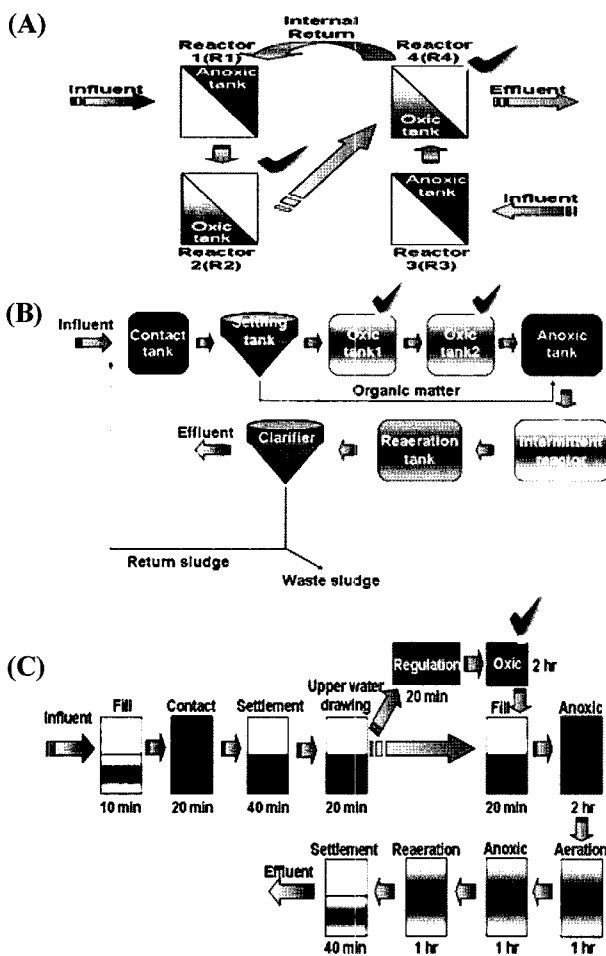 (A)
Internal
Return
Reactor
1(R1)
Reactor
4(R4)
Influent
Anoxic
tank
Effluent
Oxic
tank
Anoxic
tank
Influent
Oxic
tank
Reactor
2(R2)
Reactor
3(R3)
(B)
Influent
Contact
tank
Settling
tank
Oxic
tank1
Oxic
tank2
Anoxic
tank
Organic matter
Effluent
Clarifier
Reaeration
tank
Intermittent
reactor
Return sludge
Waste sludge
(C)
Regulation
Oxic
2 hr
20 min
Influent
Fill
Contact
Settlement
Upper water
drawing
Fill
Anoxic
10 min
20 min
40 min
20 min
20 min
2 hr
Effluent
Settlement
Reaeration
Anoxic
Aeration
40 min
1 hr
1 hr
1 hr